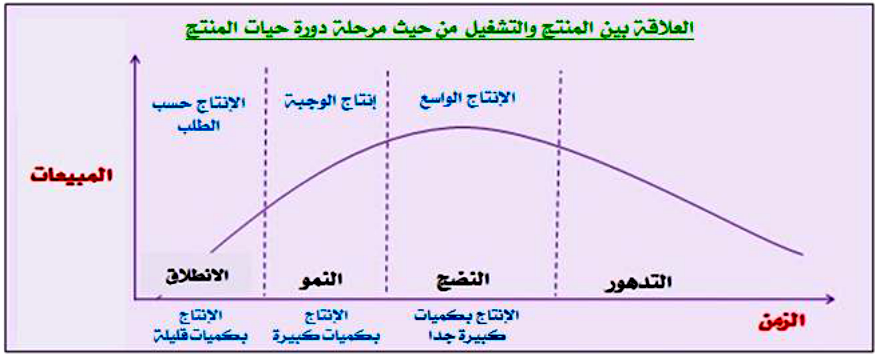 العلاقة بين المنتج والتشغيل من حيث مرحلة دورة حيات المنتج
الإنتاج حسب
الطلب
إنتاج الوجبة
الإنتاج الواسع
المبيعات
الانطلاق
النمو
النضج
التدهور
الزمن
الإنتاج
بكميات قليلة
الإنتاج
بكميات كبيرة
الإنتاج بكميات
كبيرة جدا